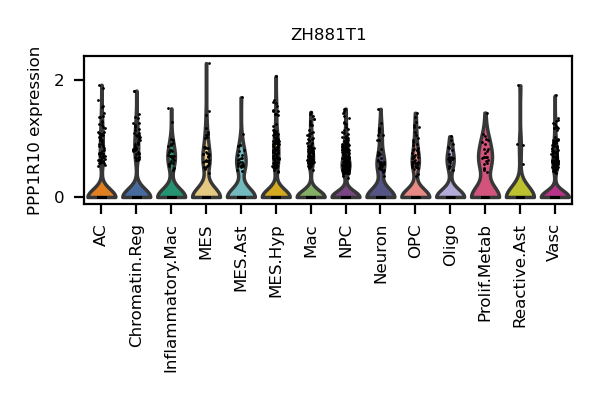 ZH881T1
PPP1R10 expression
2
0
AC
Chromatin.Reg
Inflammatory.Mac
MES
MES.Ast
MES.Hyp
Mac
NPC
Neuron
OPC
Oligo
Prolif.Metab
Reactive.Ast
Vasc